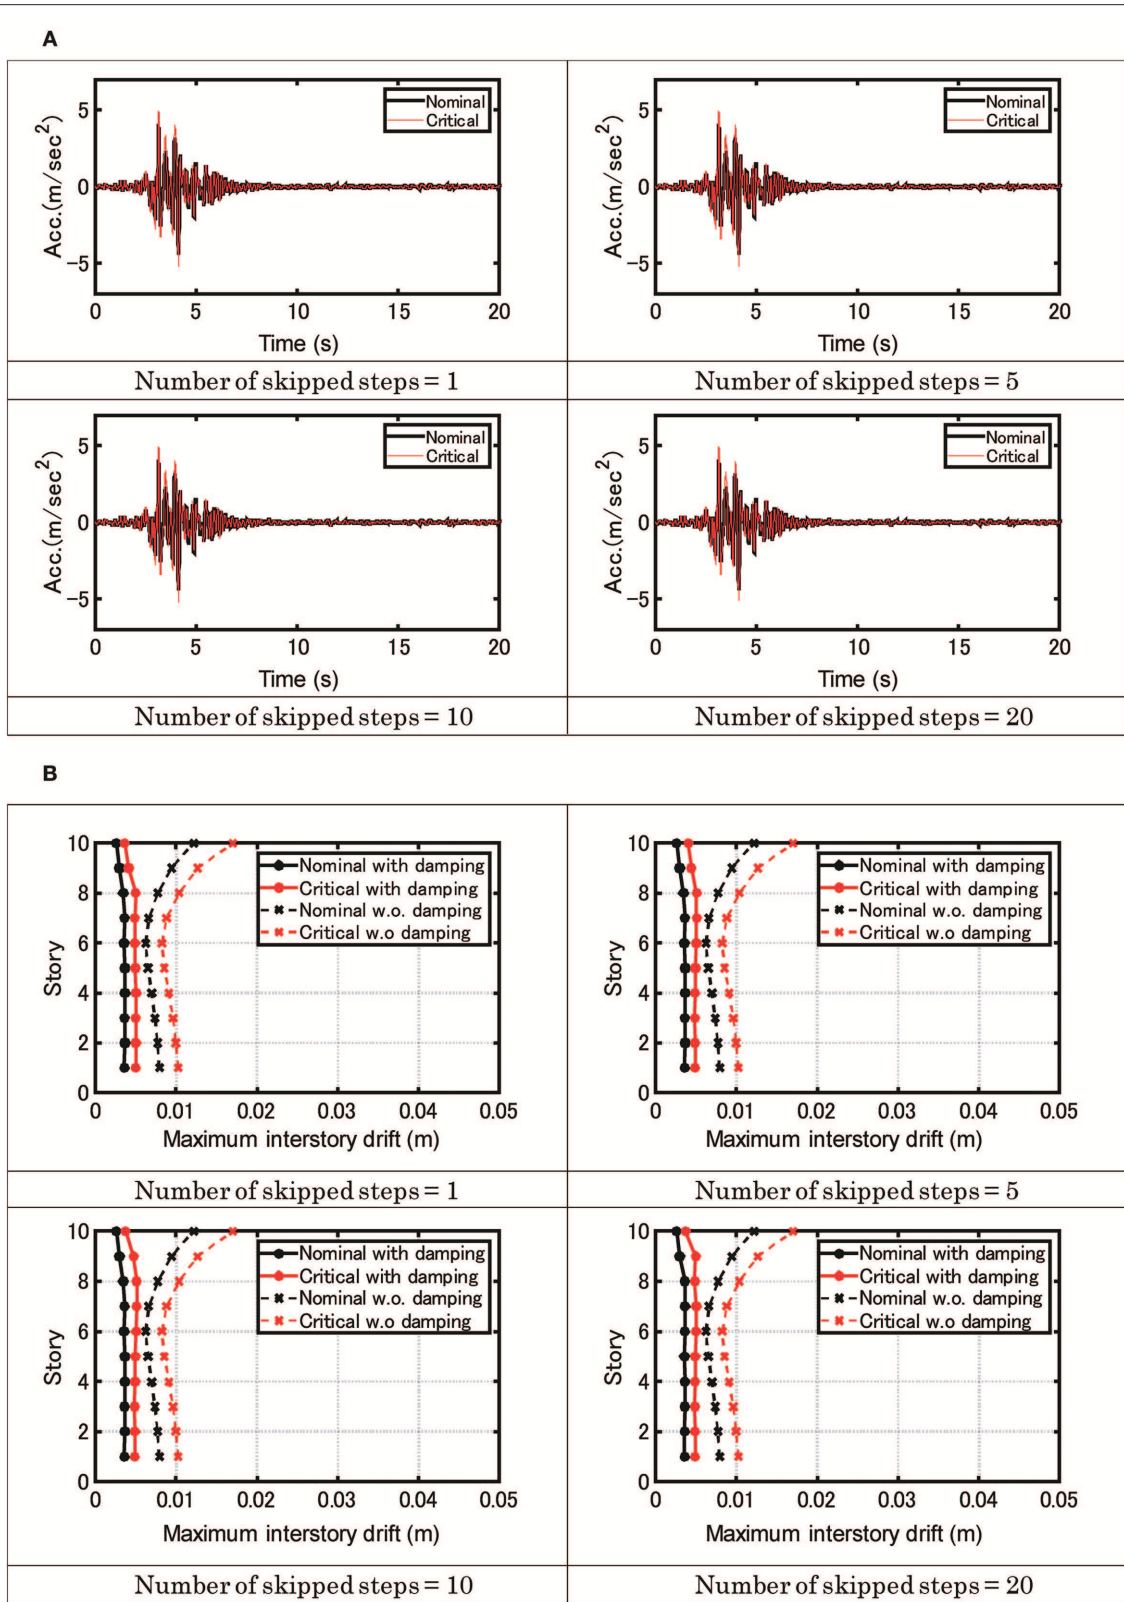 A
Acc.(m/sec²)
5
0
−5
Nominal
Critical
0 5 10 15 20
Time (s)
Number of skipped steps = 1
Acc.(m/sec²)
5
0
−5
Nominal
Critical
0 5 10 15 20
Time (s)
Number of skipped steps = 5
Acc.(m/sec²)
5
0
−5
Nominal
Critical
0 5 10 15 20
Time (s)
Number of skipped steps = 10
Acc.(m/sec²)
5
0
−5
Nominal
Critical
0 5 10 15 20
Time (s)
Number of skipped steps = 20
B
Story
10
8
6
4
2
0
Nominal with damping
Critical with damping
Nominal w.o. damping
Critical w.o damping
0 0.01 0.02 0.03 0.04 0.05
Maximum interstory drift (m)
Number of skipped steps = 1
Story
10
8
6
4
2
0
Nominal with damping
Critical with damping
Nominal w.o. damping
Critical w.o damping
0 0.01 0.02 0.03 0.04 0.05
Maximum interstory drift (m)
Number of skipped steps = 5
Story
10
8
6
4
2
0
Nominal with damping
Critical with damping
Nominal w.o. damping
Critical w.o damping
0 0.01 0.02 0.03 0.04 0.05
Maximum interstory drift (m)
Number of skipped steps = 10
Story
10
8
6
4
2
0
Nominal with damping
Critical with damping
Nominal w.o. damping
Critical w.o damping
0 0.01 0.02 0.03 0.04 0.05
Maximum interstory drift (m)
Number of skipped steps = 20